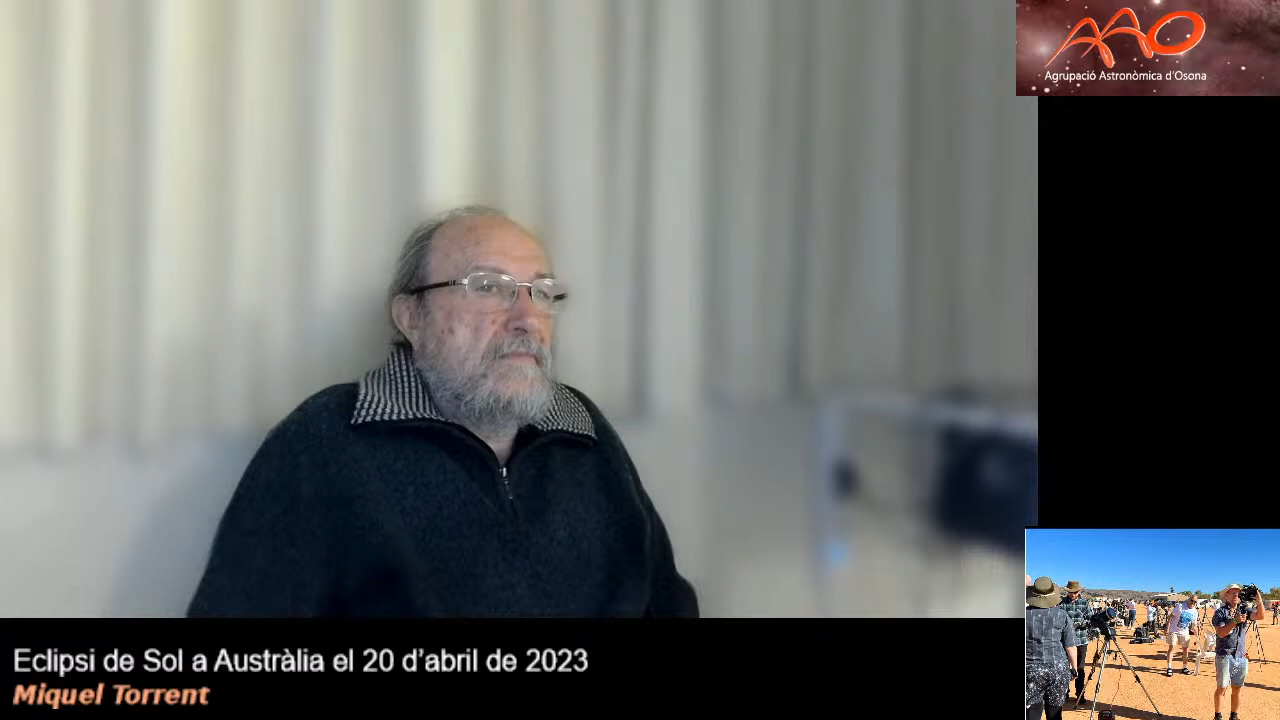 AAO
Agrupació Astronòmica d'Osona
Eclipsi de Sol a Austràlia el 20 d'abril de 2023
Miquel Torrent